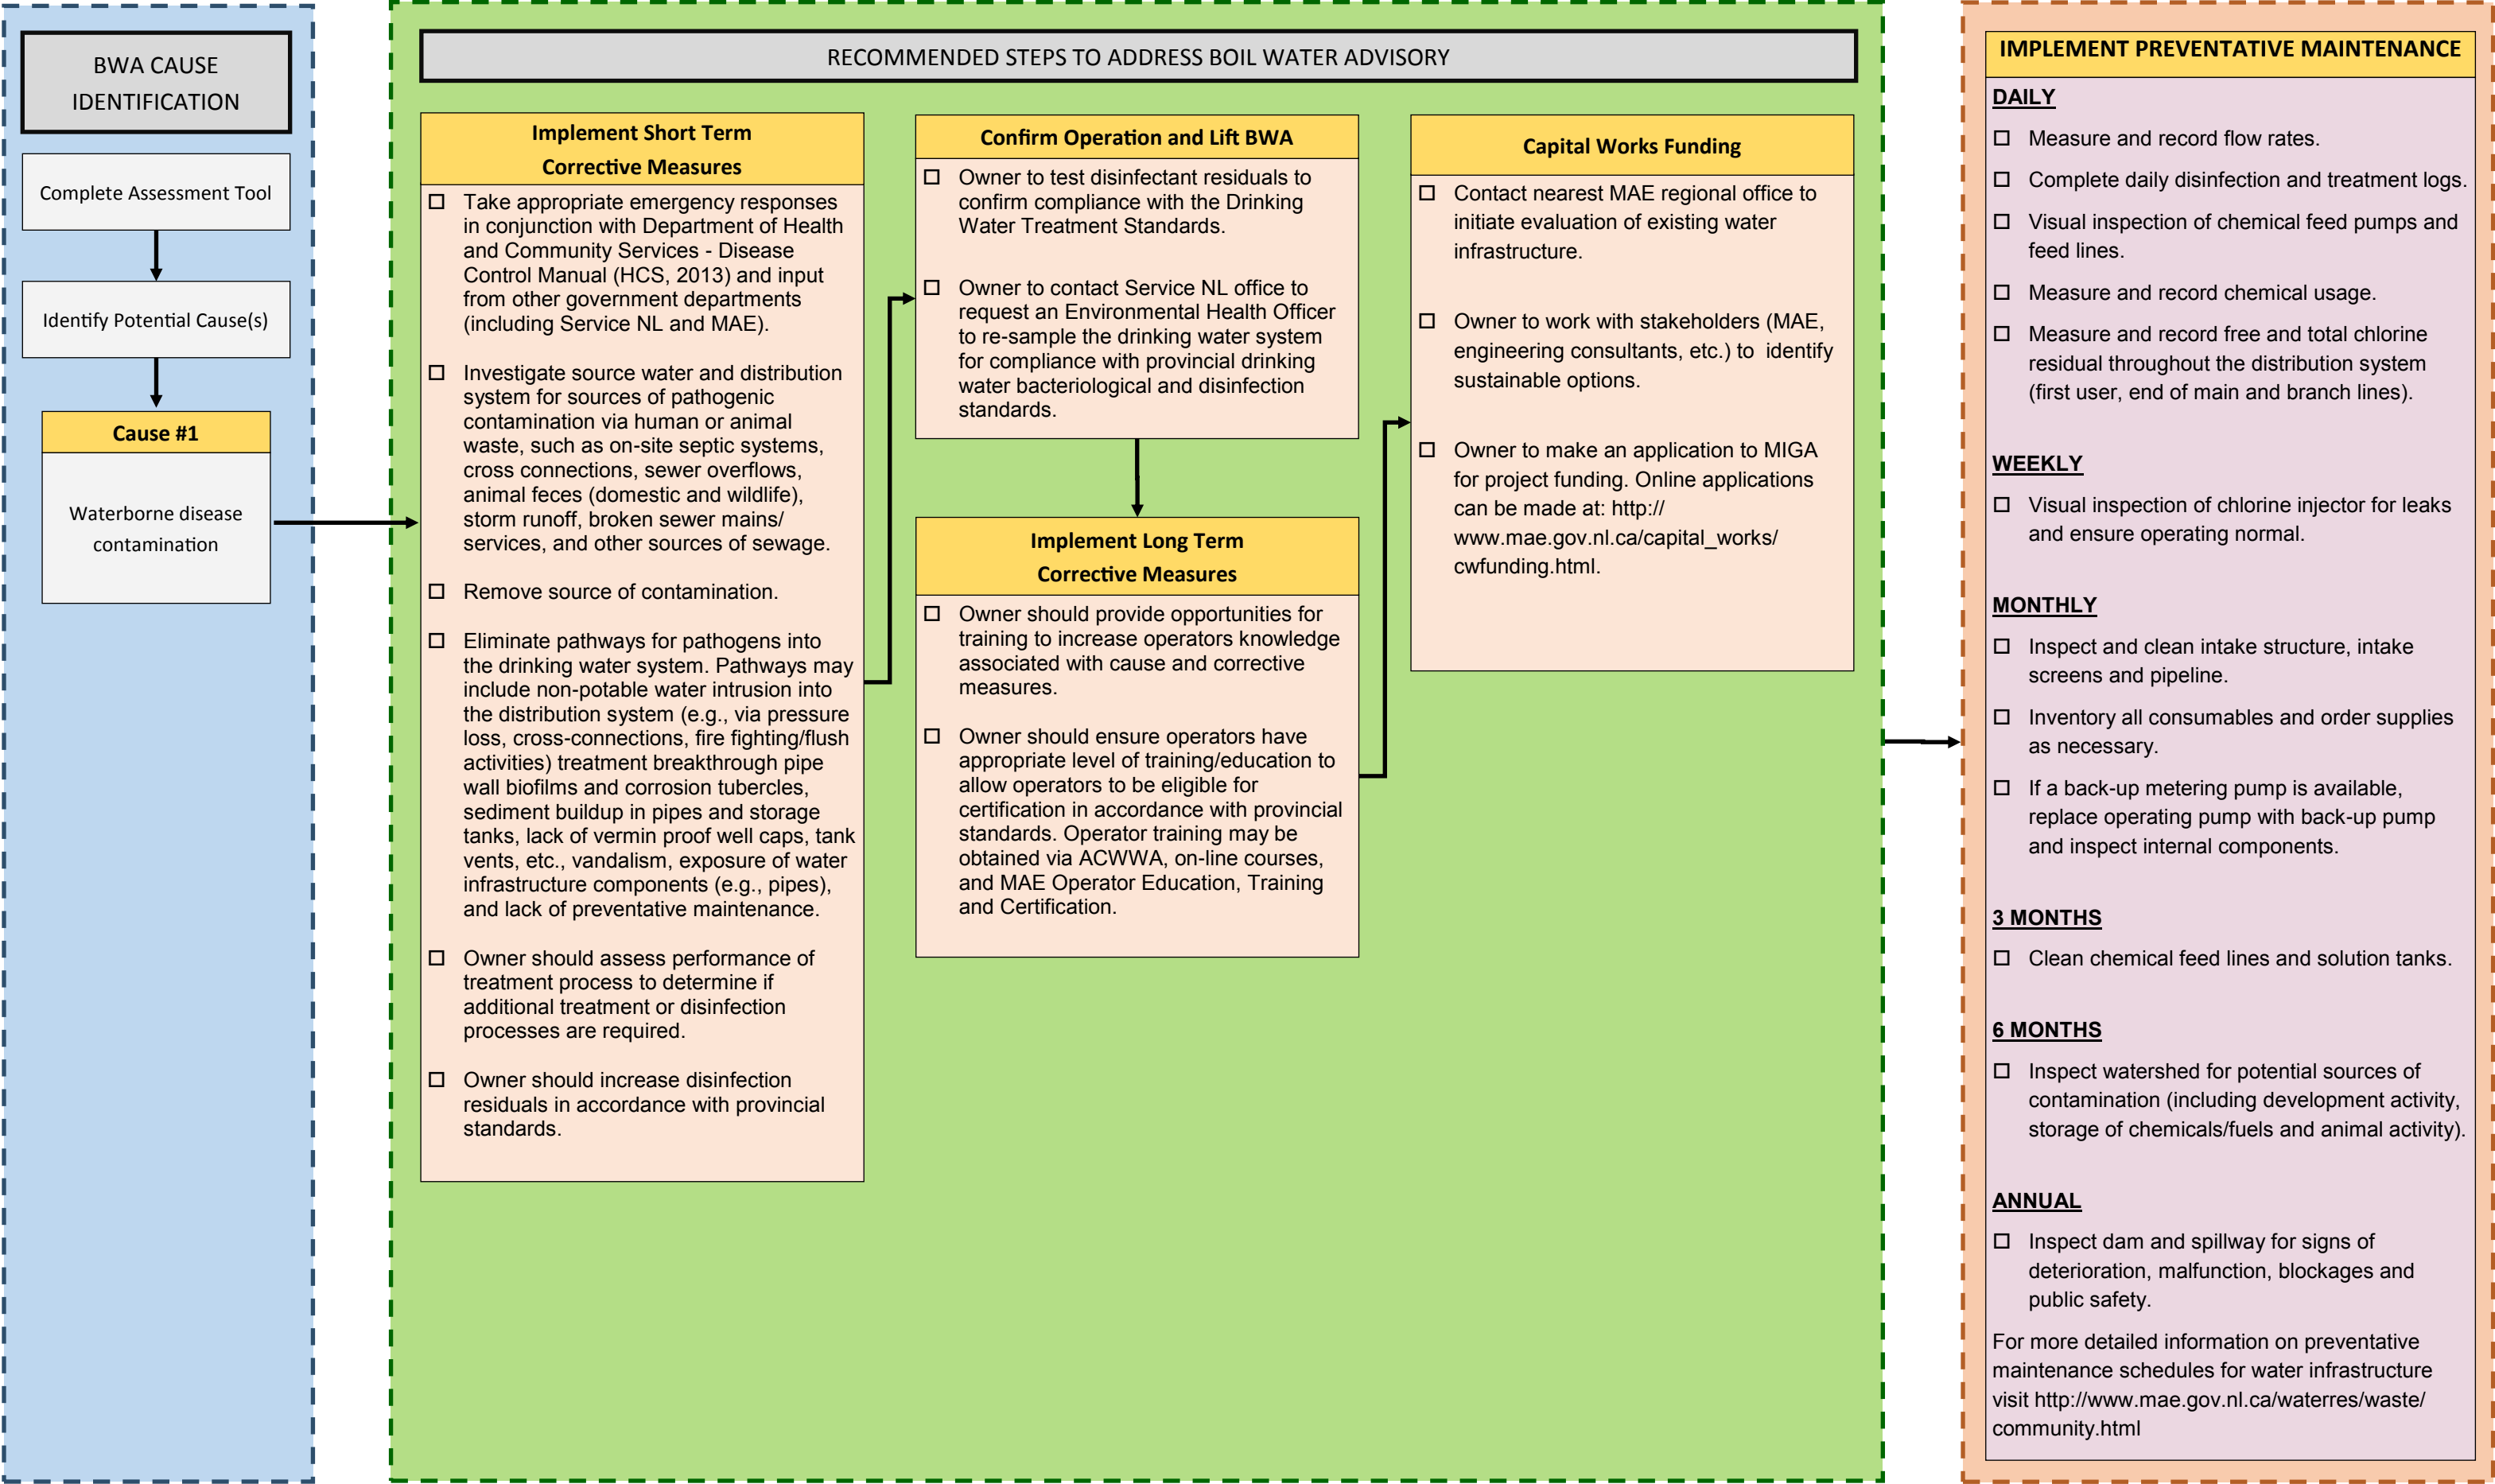 BWA CAUSE
IDENTIFICATION
Complete Assessment Tool
Identify Potential Cause(s)
Cause #1
Waterborne disease
contamination
RECOMMENDED STEPS TO ADDRESS BOIL WATER ADVISORY
Implement Short Term
Corrective Measures
☐ Take appropriate emergency responses
in conjunction with Department of Health
and Community Services - Disease
Control Manual (HCS, 2013) and input
from other government departments
(including Service NL and MAE).
☐ Investigate source water and distribution
system for sources of pathogenic
contamination via human or animal
waste, such as on-site septic systems,
cross connections, sewer overflows,
animal feces (domestic and wildlife),
storm runoff, broken sewer mains/
services, and other sources of sewage.
☐ Remove source of contamination.
☐ Eliminate pathways for pathogens into
the drinking water system. Pathways may
include non-potable water intrusion into
the distribution system (e.g., via pressure
loss, cross-connections, fire fighting/flush
activities) treatment breakthrough pipe
wall biofilms and corrosion tubercles,
sediment buildup in pipes and storage
tanks, lack of vermin proof well caps, tank
vents, etc., vandalism, exposure of water
infrastructure components (e.g., pipes),
and lack of preventative maintenance.
☐ Owner should assess performance of
treatment process to determine if
additional treatment or disinfection
processes are required.
☐ Owner should increase disinfection
residuals in accordance with provincial
standards.
Confirm Operation and Lift BWA
☐ Owner to test disinfectant residuals to
confirm compliance with the Drinking
Water Treatment Standards.
☐ Owner to contact Service NL office to
request an Environmental Health Officer
to re-sample the drinking water system
for compliance with provincial drinking
water bacteriological and disinfection
standards.
Implement Long Term
Corrective Measures
☐ Owner should provide opportunities for
training to increase operators knowledge
associated with cause and corrective
measures.
☐ Owner should ensure operators have
appropriate level of training/education to
allow operators to be eligible for
certification in accordance with provincial
standards. Operator training may be
obtained via ACWWA, on-line courses,
and MAE Operator Education, Training
and Certification.
Capital Works Funding
☐ Contact nearest MAE regional office to
initiate evaluation of existing water
infrastructure.
☐ Owner to work with stakeholders (MAE,
engineering consultants, etc.) to identify
sustainable options.
☐ Owner to make an application to MIGA
for project funding. Online applications
can be made at: http://
www.mae.gov.nl.ca/capital_works/
cwfunding.html.
IMPLEMENT PREVENTATIVE MAINTENANCE
DAILY
☐ Measure and record flow rates.
☐ Complete daily disinfection and treatment logs.
☐ Visual inspection of chemical feed pumps and
feed lines.
☐ Measure and record chemical usage.
☐ Measure and record free and total chlorine
residual throughout the distribution system
(first user, end of main and branch lines).
WEEKLY
☐ Visual inspection of chlorine injector for leaks
and ensure operating normal.
MONTHLY
☐ Inspect and clean intake structure, intake
screens and pipeline.
☐ Inventory all consumables and order supplies
as necessary.
☐ If a back-up metering pump is available,
replace operating pump with back-up pump
and inspect internal components.
3 MONTHS
☐ Clean chemical feed lines and solution tanks.
6 MONTHS
☐ Inspect watershed for potential sources of
contamination (including development activity,
storage of chemicals/fuels and animal activity).
ANNUAL
☐ Inspect dam and spillway for signs of
deterioration, malfunction, blockages and
public safety.
For more detailed information on preventative
maintenance schedules for water infrastructure
visit http://www.mae.gov.nl.ca/waterres/waste/
community.html